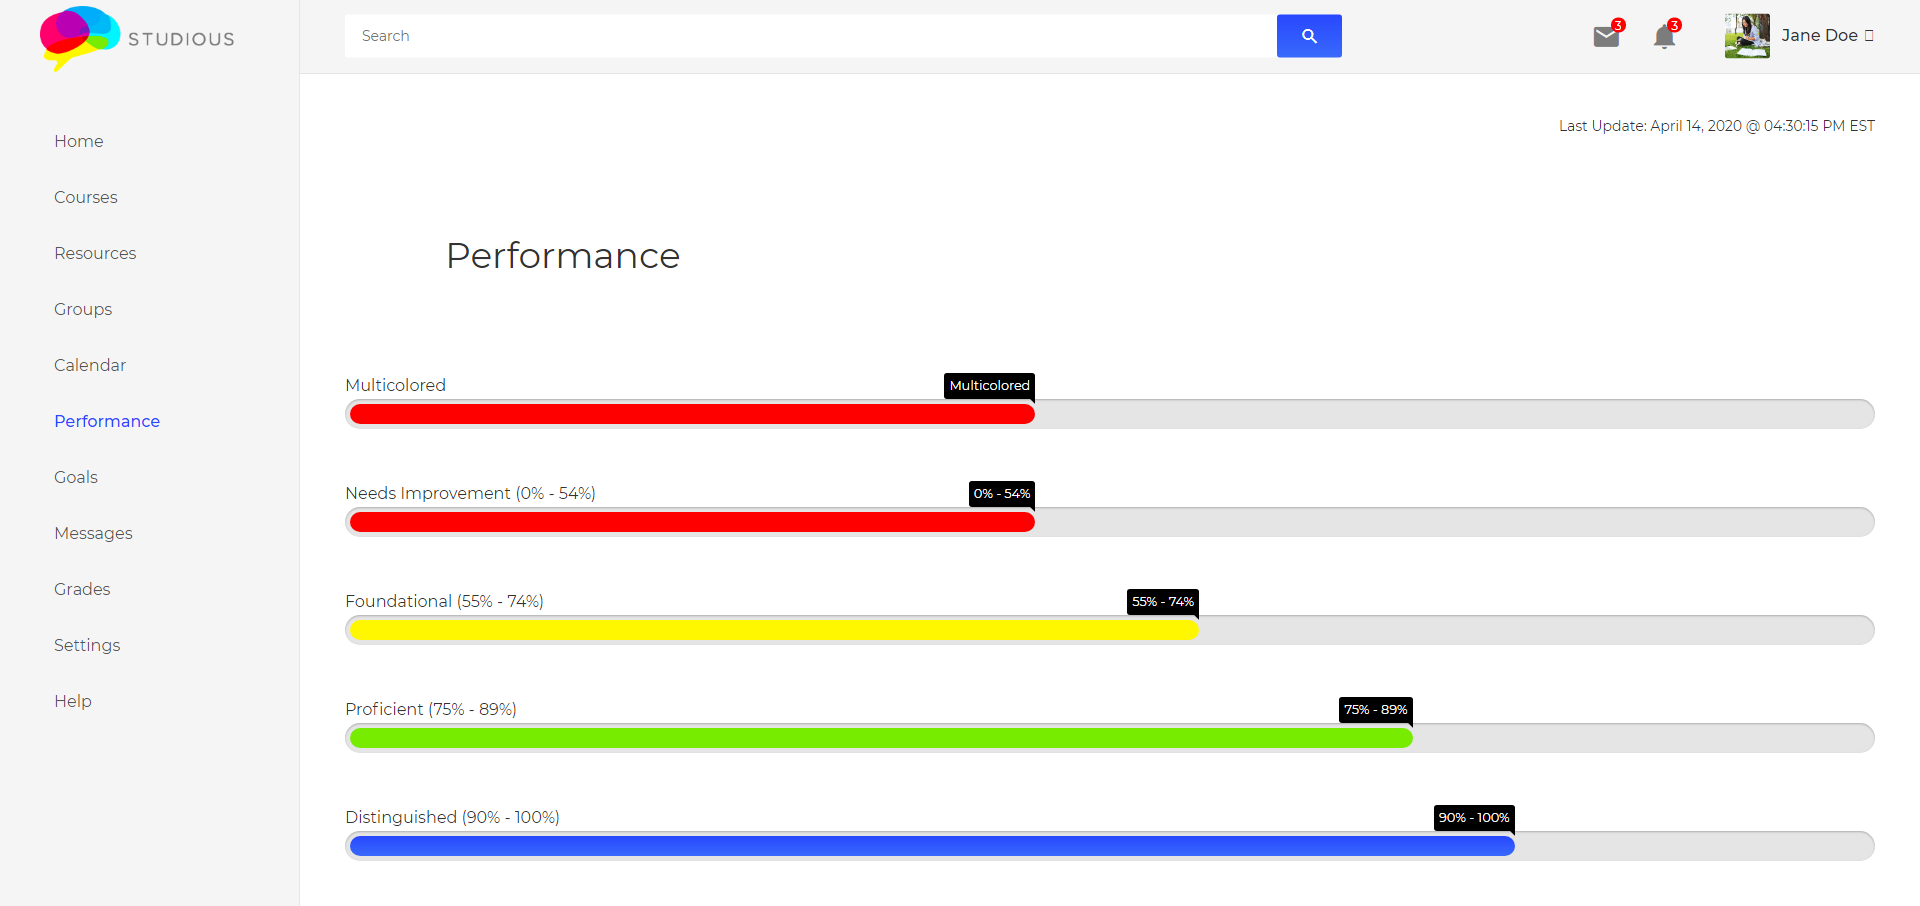 STUDIOUS
Search
3
3
Jane Doe
Last Update: April 14, 2020 @ 04:30:15 PM EST
Home
Courses
Resources
Groups
Calendar
Performance
Goals
Messages
Grades
Settings
Help
Performance
Multicolored
Multicolored
Needs Improvement (0% - 54%)
0% - 54%
Foundational (55% - 74%)
55% - 74%
Proficient (75% - 89%)
75% - 89%
Distinguished (90% - 100%)
90% - 100%